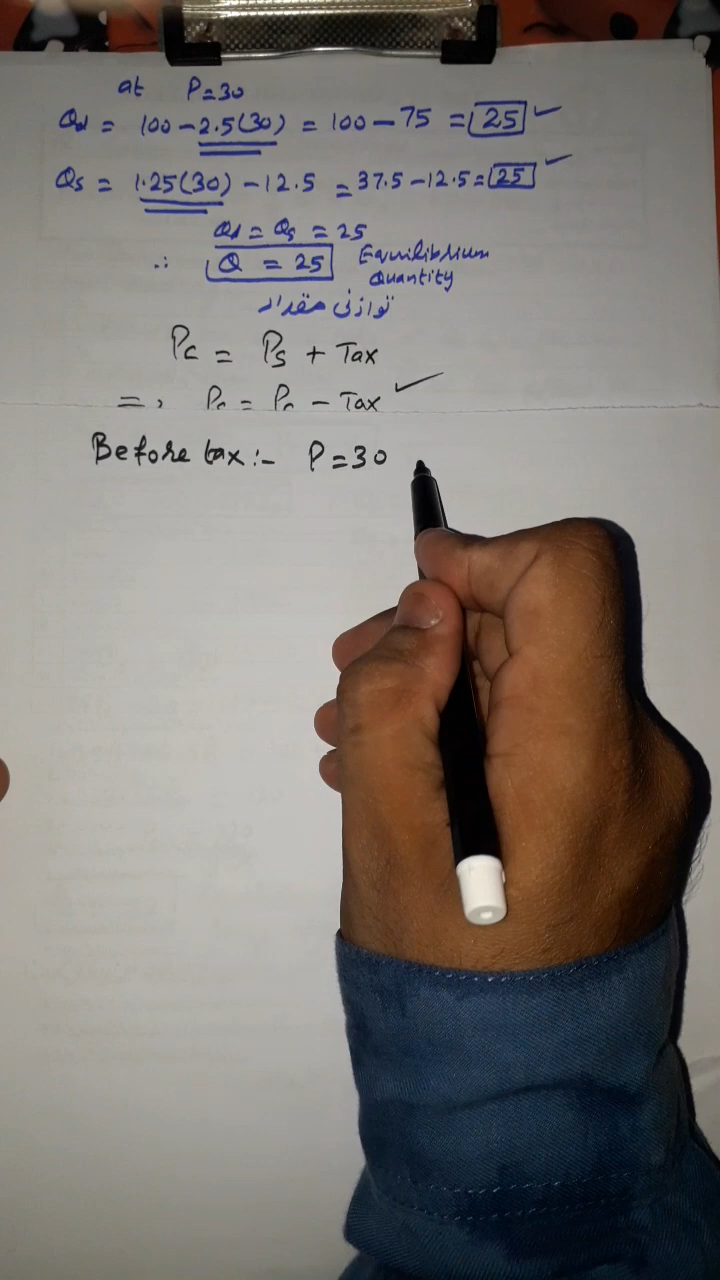 at P=30
Qd = 100-2.5(30) = 100-75 = 25 ✓
Qs = 1.25(30)-12.5 = 37.5-12.5=25 ✓
Qd = Qs = 25
∴ Q = 25 Equilibrium
Quantity
توازنی مقدار
Pc = Ps + Tax
=, Ps = Pc - Tax ✓
Before tax:- P=30